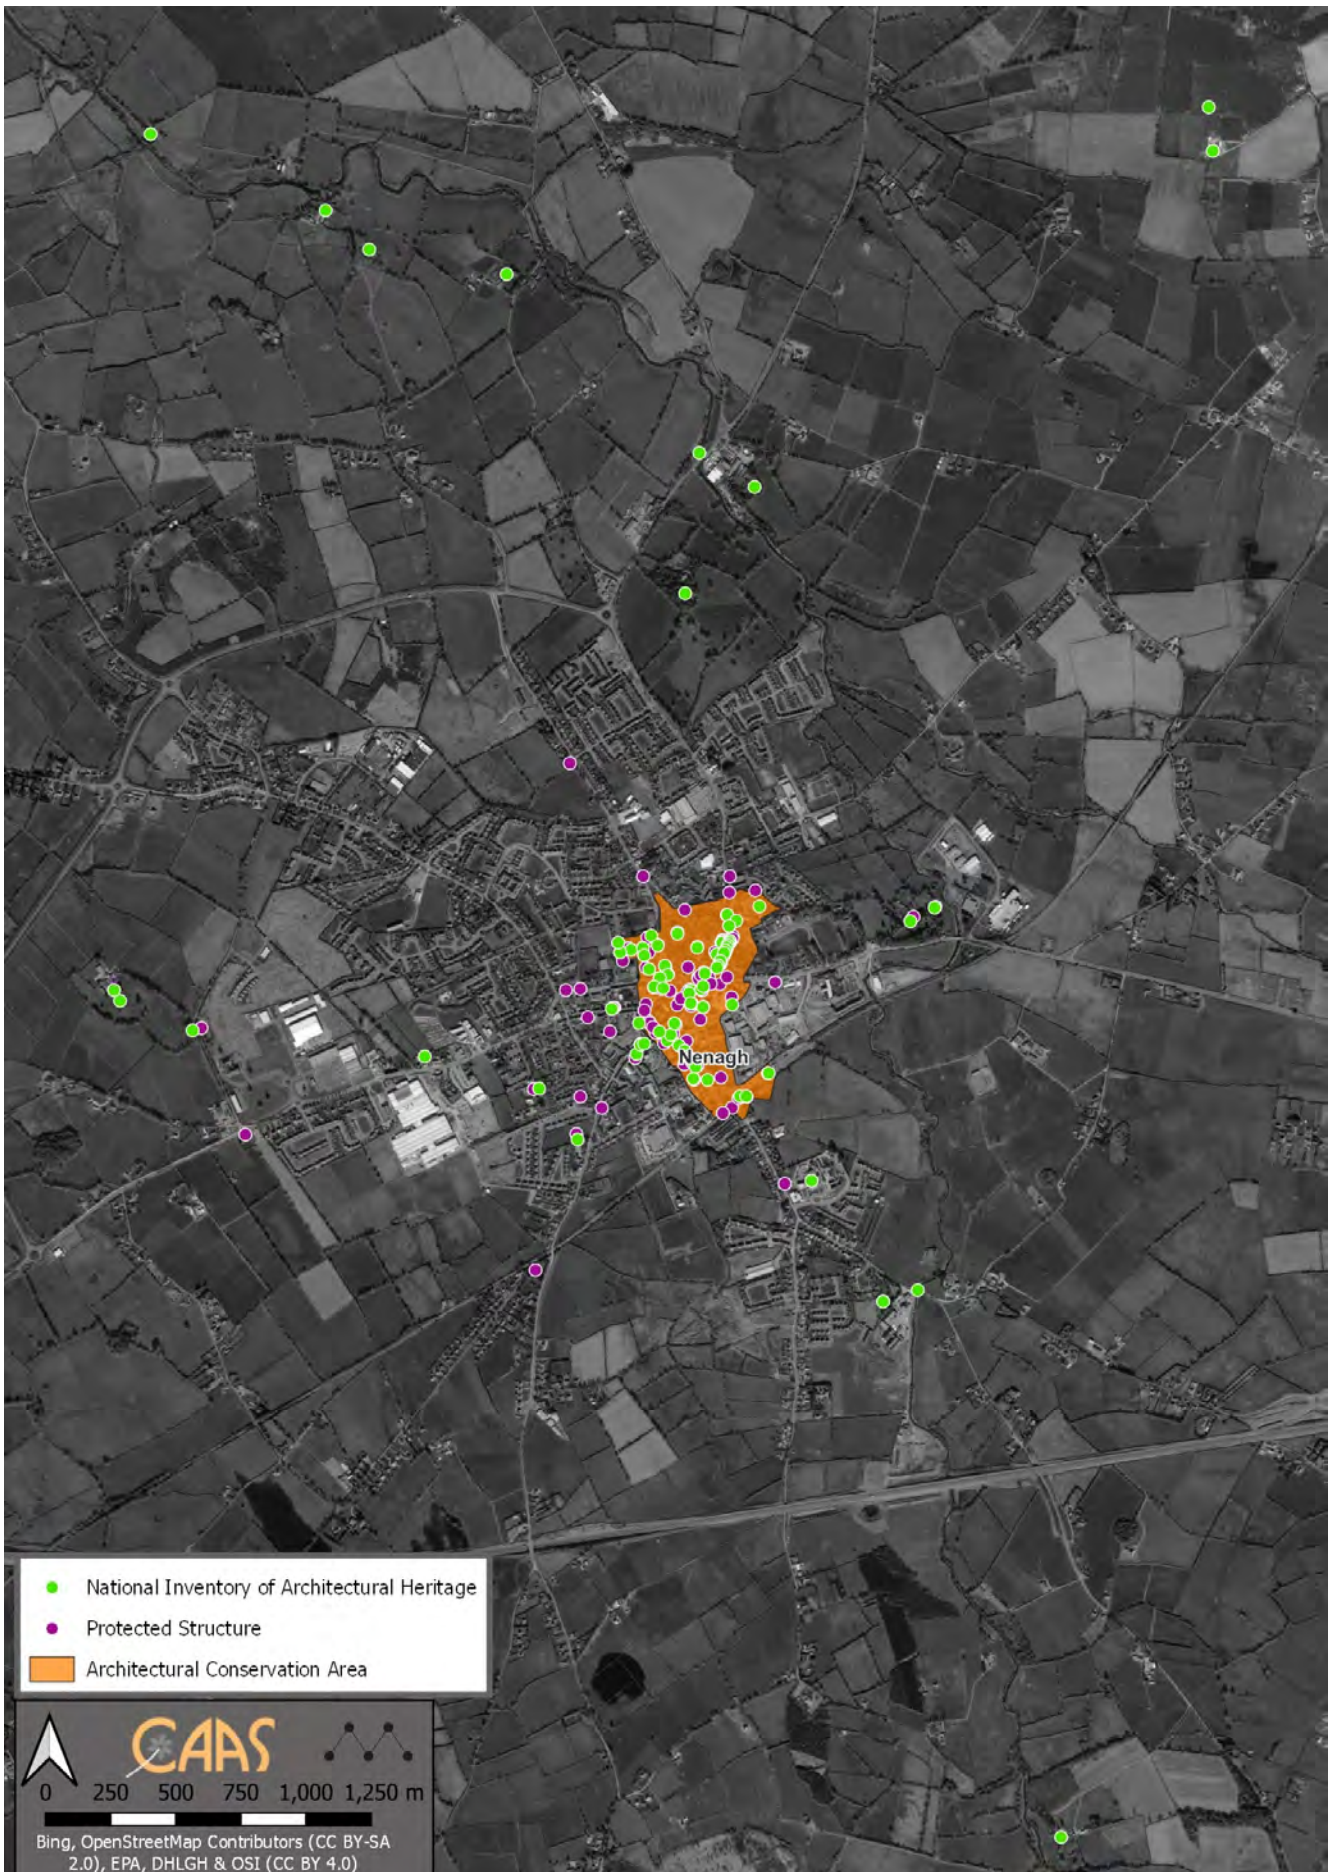 Nenagh
National Inventory of Architectural Heritage
Protected Structure
Architectural Conservation Area
CAAS
0 250 500 750 1,000 1,250 m
Bing, OpenStreetMap Contributors (CC BY-SA
2.0), EPA, DHLGH & OSI (CC BY 4.0)